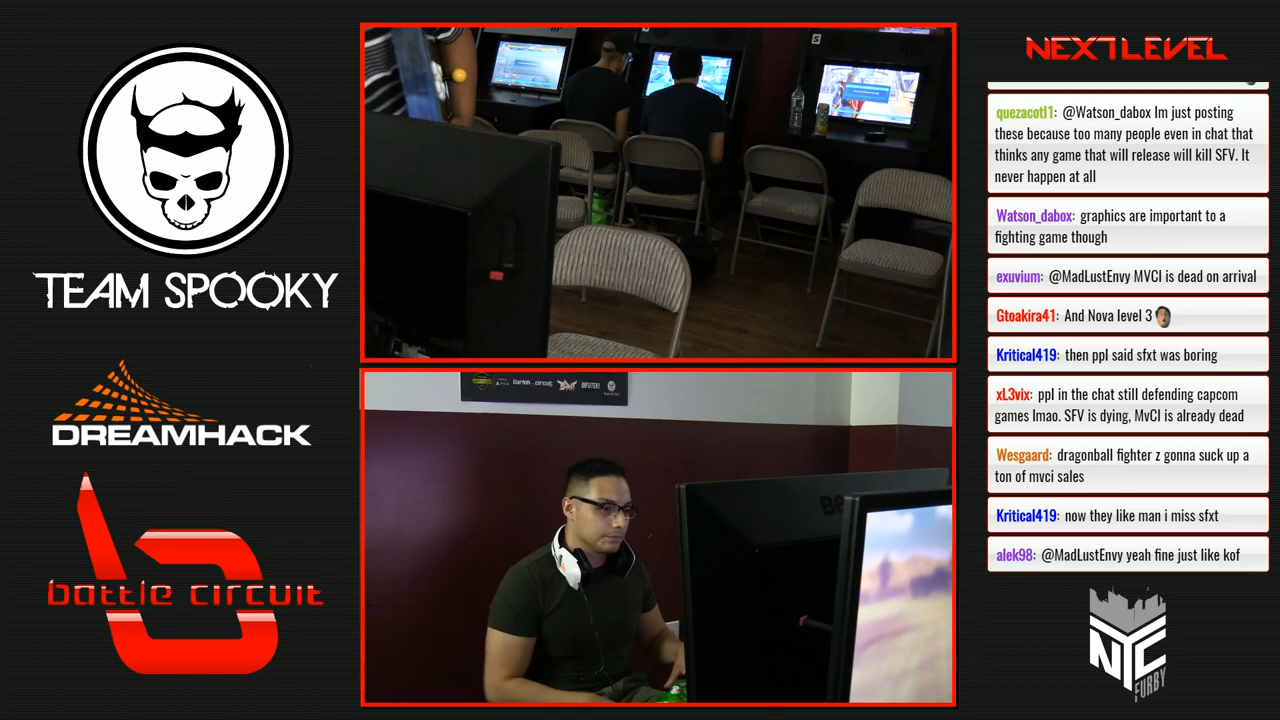 TEAM SPOOKY
DREAMHACK
battle circuit
5
Be
NEXT LEVEL
quezacotl1: @Watson_dabox Im just posting
these because too many people even in chat that
thinks any game that will release will kill SFV. It
never happen at all
Watson_dabox: graphics are important to a
fighting game though
exuvium: @MadLustEnvy MVCI is dead on arrival
Gtoakira41: And Nova level 3
Kritical419: then ppl said sfxt was boring
xL3vix: ppl in the chat still defending capcom
games lmao. SFV is dying, MvCI is already dead
Wesgaard: dragonball fighter z gonna suck up a
ton of mvci sales
Kritical419: now they like man i miss sfxt
alek98: @MadLustEnvy yeah fine just like kof
NYC
FURBY